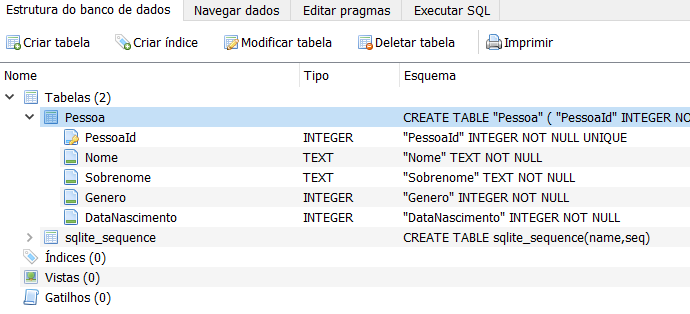 Estrutura do banco de dados Navegar dados Editar pragmas Executar SQL
Criar tabela Criar índice Modificar tabela Deletar tabela Imprimir
Nome Tipo Esquema
Tabelas (2)
Pessoa CREATE TABLE "Pessoa" ( "PessoaId" INTEGER NO
PessoaId INTEGER "PessoaId" INTEGER NOT NULL UNIQUE
Nome TEXT "Nome" TEXT NOT NULL
Sobrenome TEXT "Sobrenome" TEXT NOT NULL
Genero INTEGER "Genero" INTEGER NOT NULL
DataNascimento INTEGER "DataNascimento" INTEGER NOT NULL
sqlite_sequence CREATE TABLE sqlite_sequence(name,seq)
Índices (0)
Vistas (0)
Gatilhos (0)